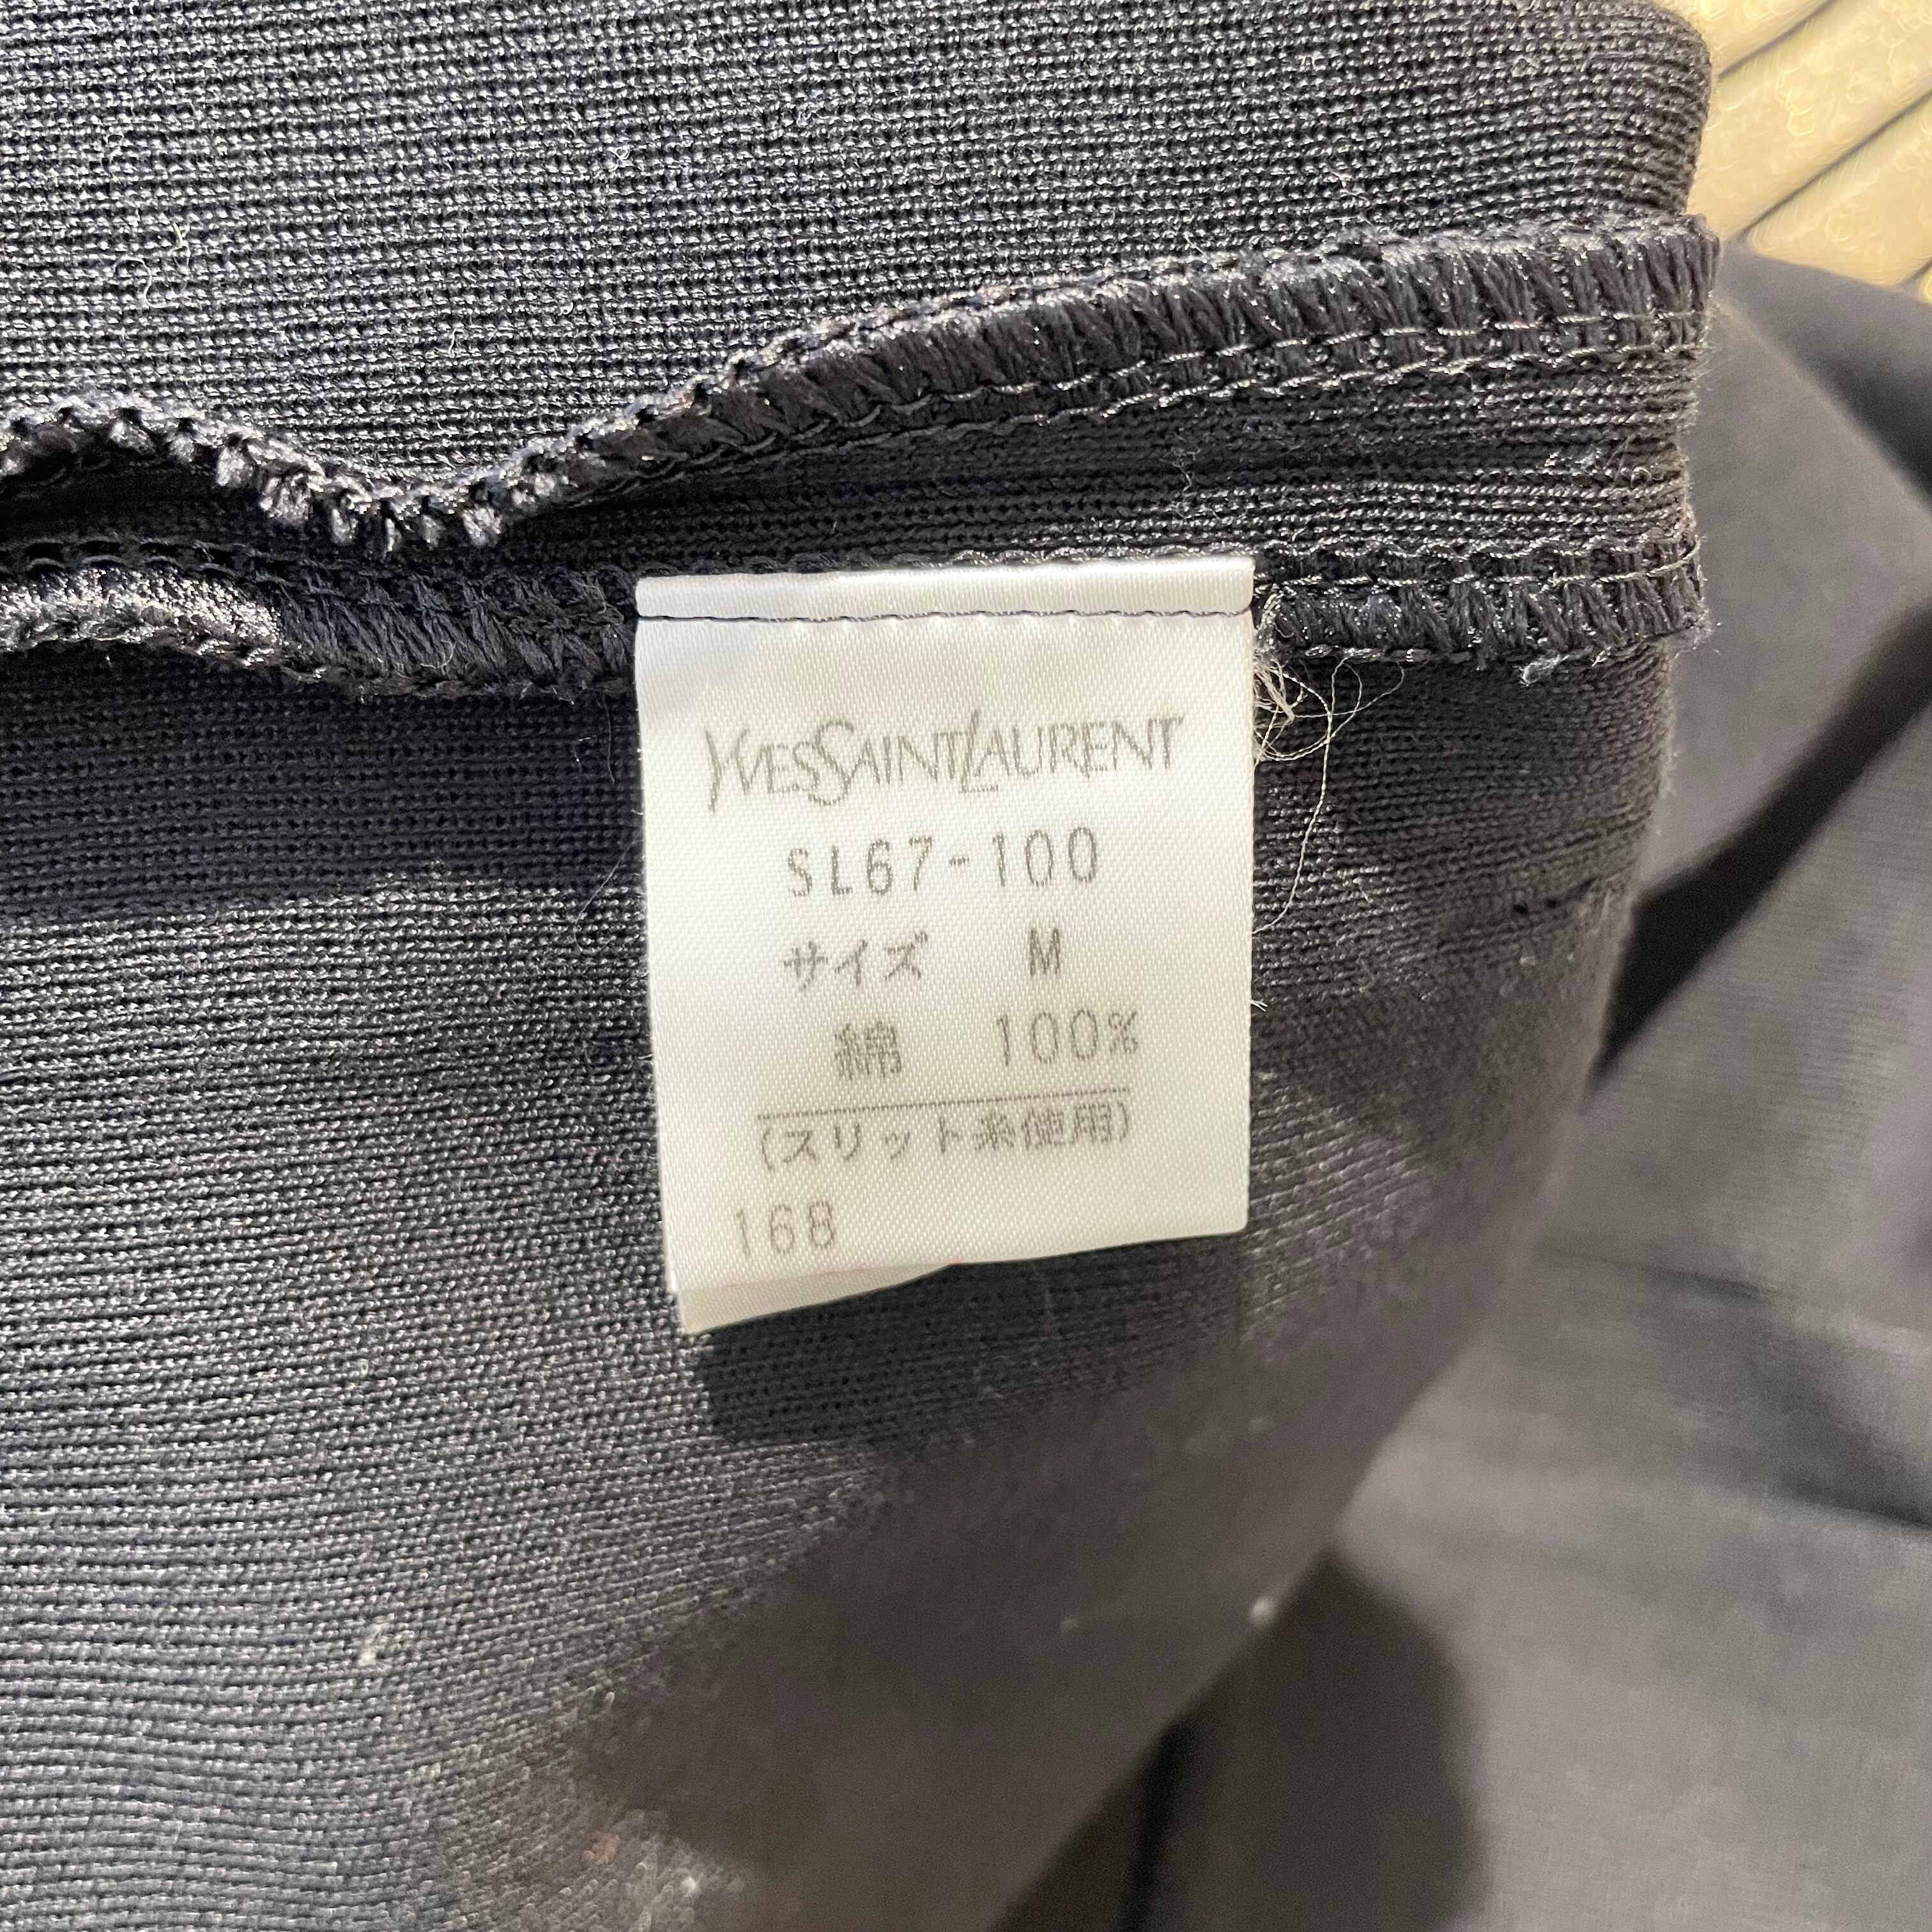 YVESSAINTLAURENT
SL67-100
サイズ M
綿 100%
(スリット糸使用)
168